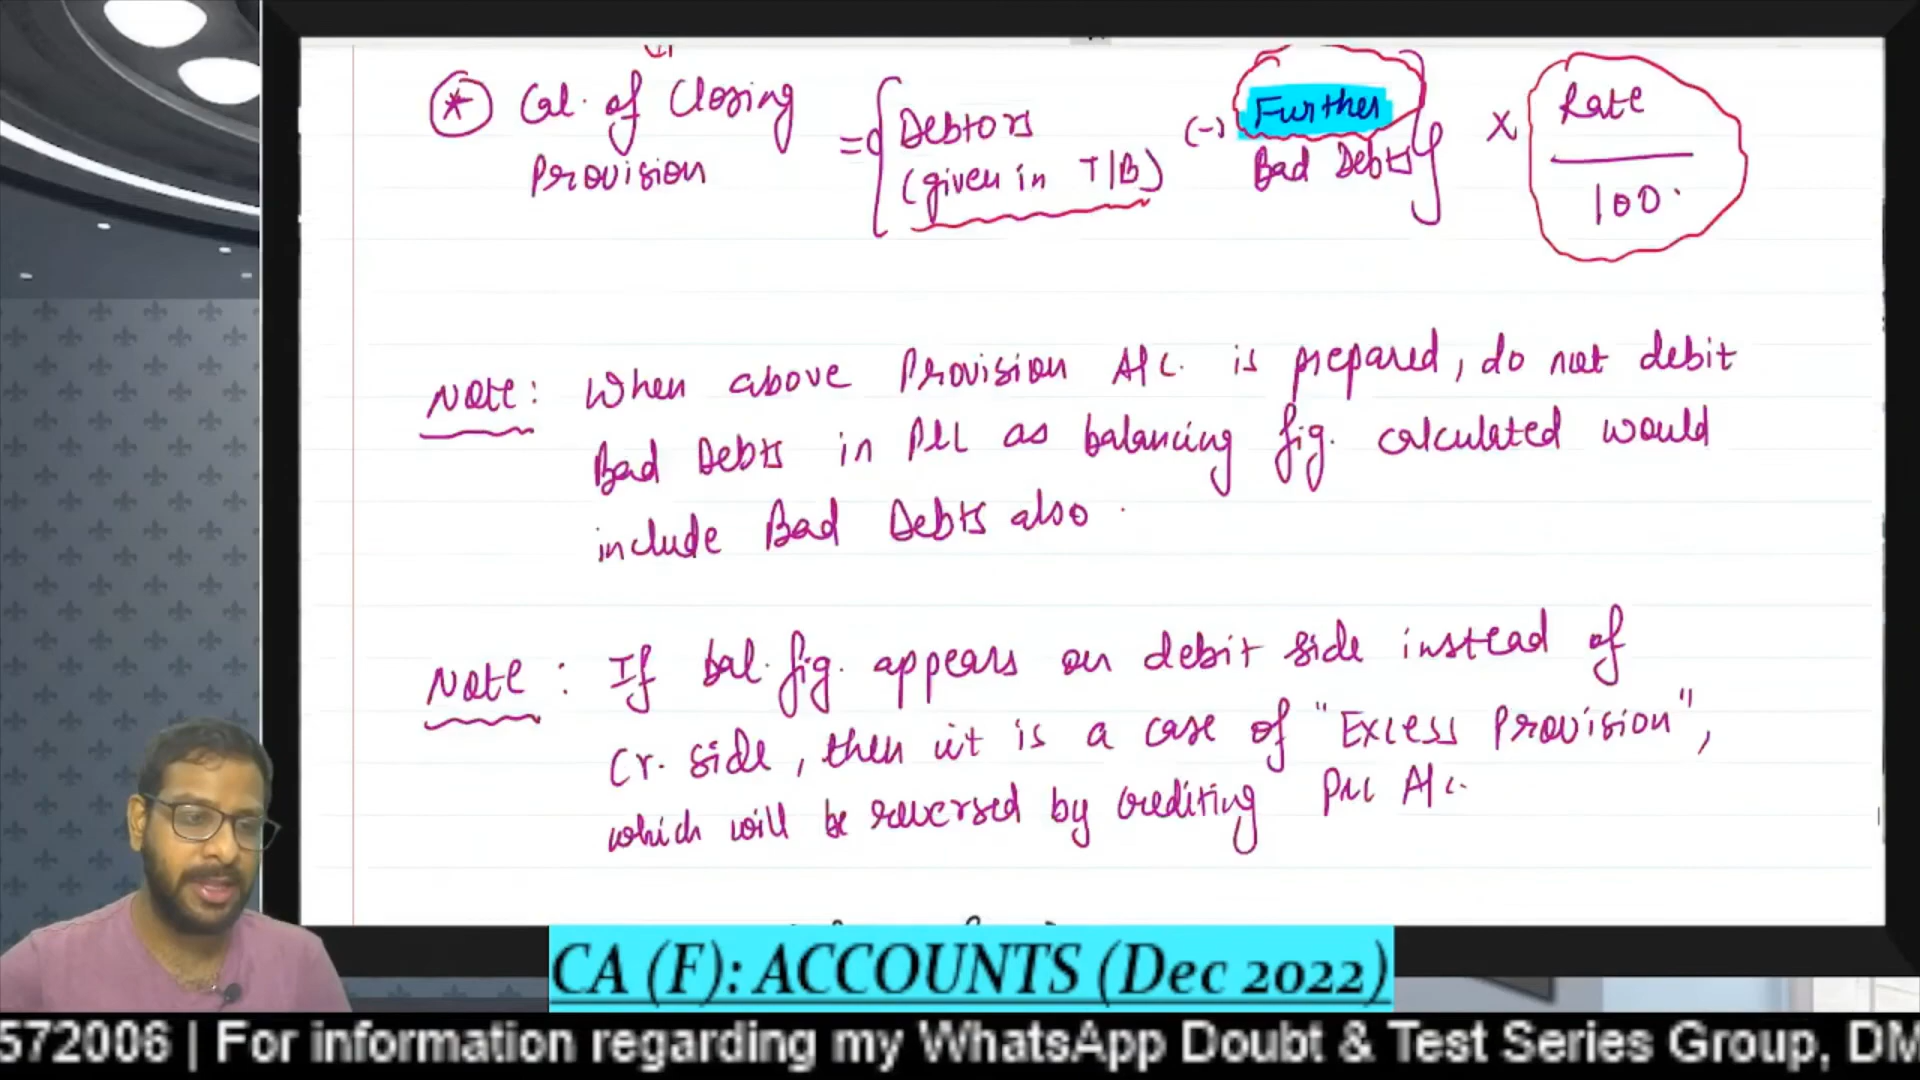 * Cal. of Closing Provision = { Debtors (given in T/B) (-) Further Bad Debts } X Rate / 100.
Note: When above Provision A/c. is prepared, do not debit
Bad Debts in P&L as balancing fig. calculated would
include Bad Debts also.
Note: If bal. fig. appears on debit side instead of
Cr. side, then it is a case of "Excess Provision",
which will be reversed by crediting P&L A/c.
CA (F): ACCOUNTS (Dec 2022)
572006 | For information regarding my WhatsApp Doubt & Test Series Group, DM